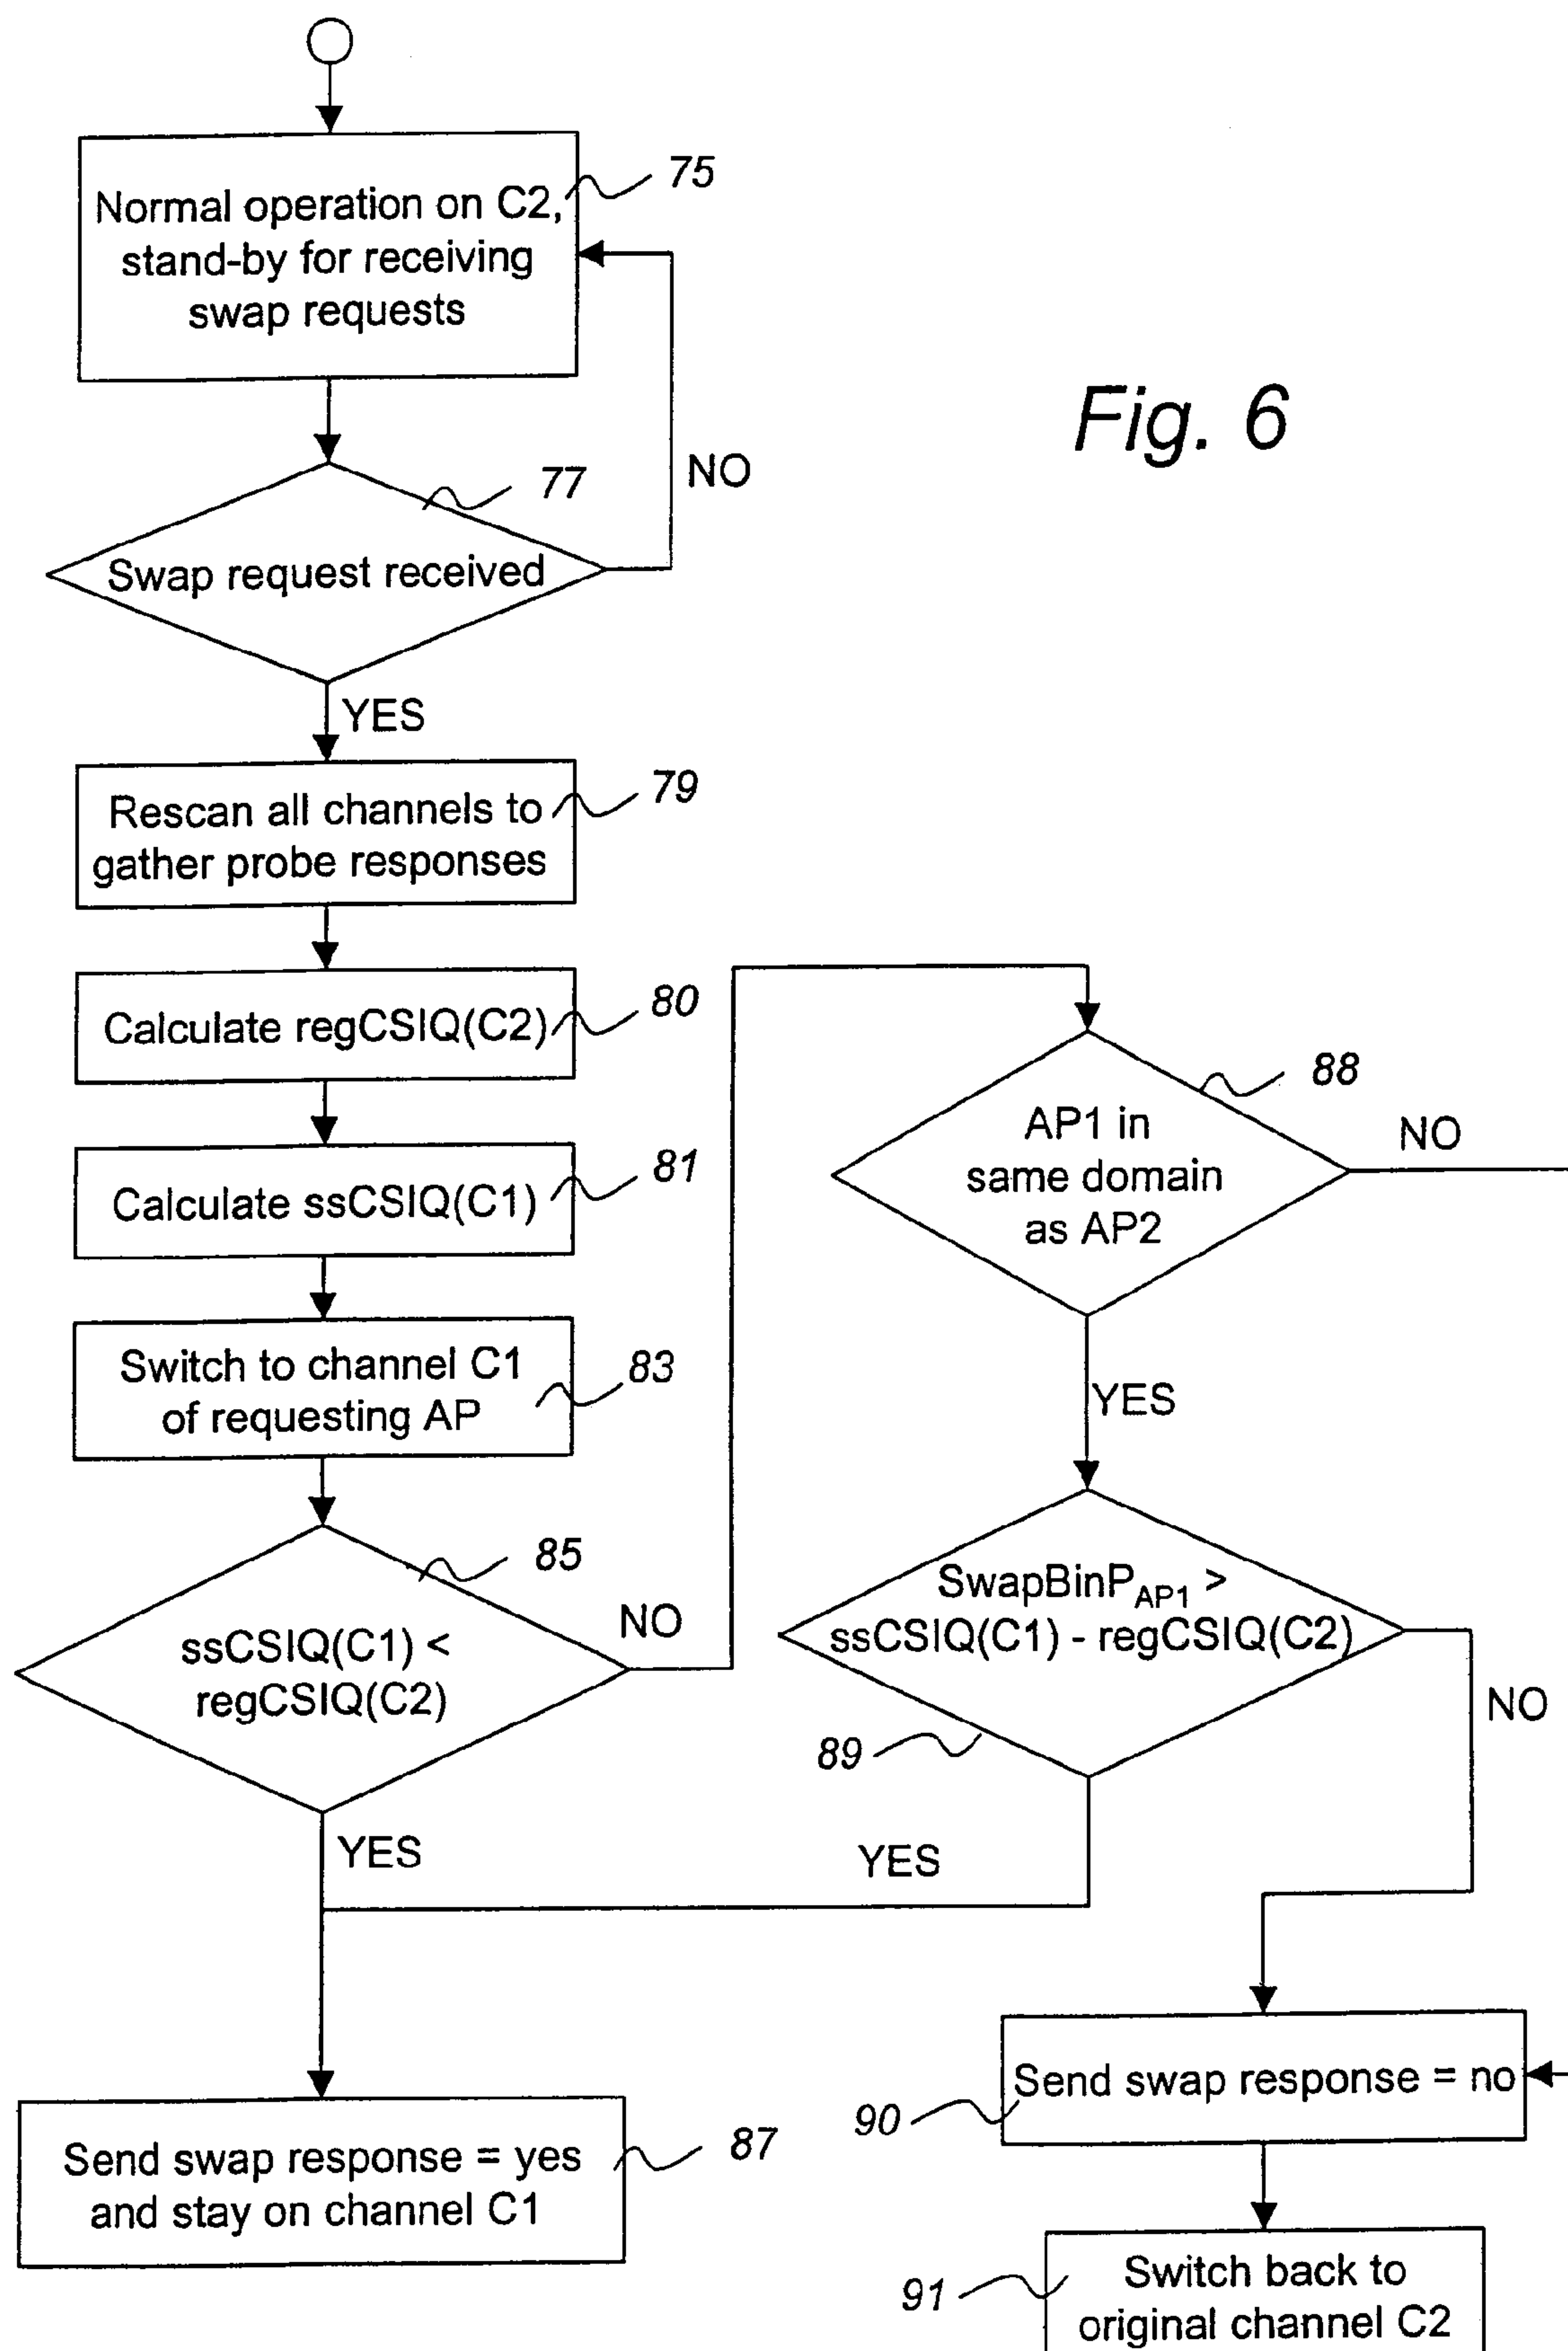 Normal operation on C2,
stand-by for receiving
swap requests
75
Fig. 6
NO
77
Swap request received
YES
Rescan all channels to
gather probe responses
79
Calculate regCSIQ(C2)
80
Calculate ssCSIQ(C1)
81
Switch to channel C1
of requesting AP
83
85
ssCSIQ(C1) <
regCSIQ(C2)
NO
YES
88
AP1 in
same domain
as AP2
NO
YES
SwapBinP_AP1 >
ssCSIQ(C1) - regCSIQ(C2)
89
NO
YES
Send swap response = yes
and stay on channel C1
87
Send swap response = no
90
Switch back to
original channel C2
91